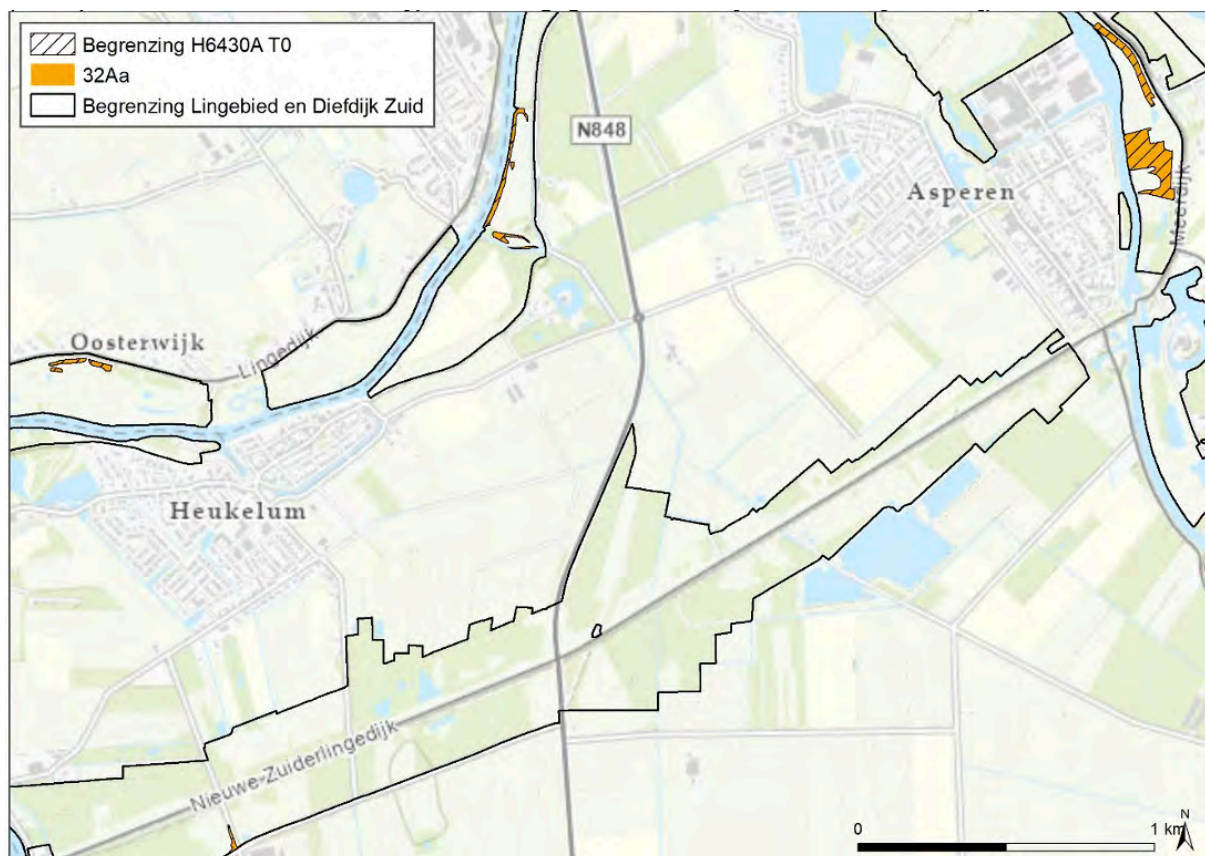 Begrenzing H6430A T0
32Aa
Begrenzing Lingebied en Diefdijk Zuid
N848
Asperen
Meerdijk
Oosterwijk
Lingedijk
Heukelum
Nieuwe-Zuiderlingedijk
0
1 km
N